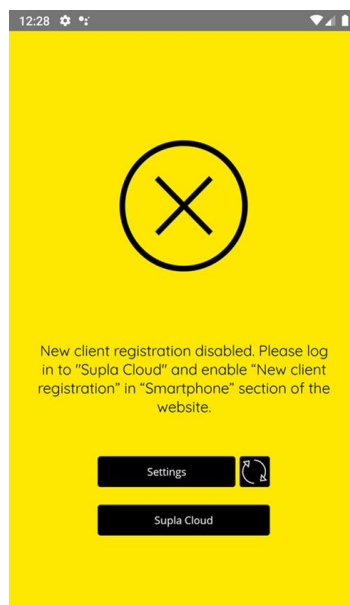 12:28
New client registration disabled. Please log
in to "Supla Cloud" and enable “New client
registration” in “Smartphone” section of the
website.
Settings
Supla Cloud